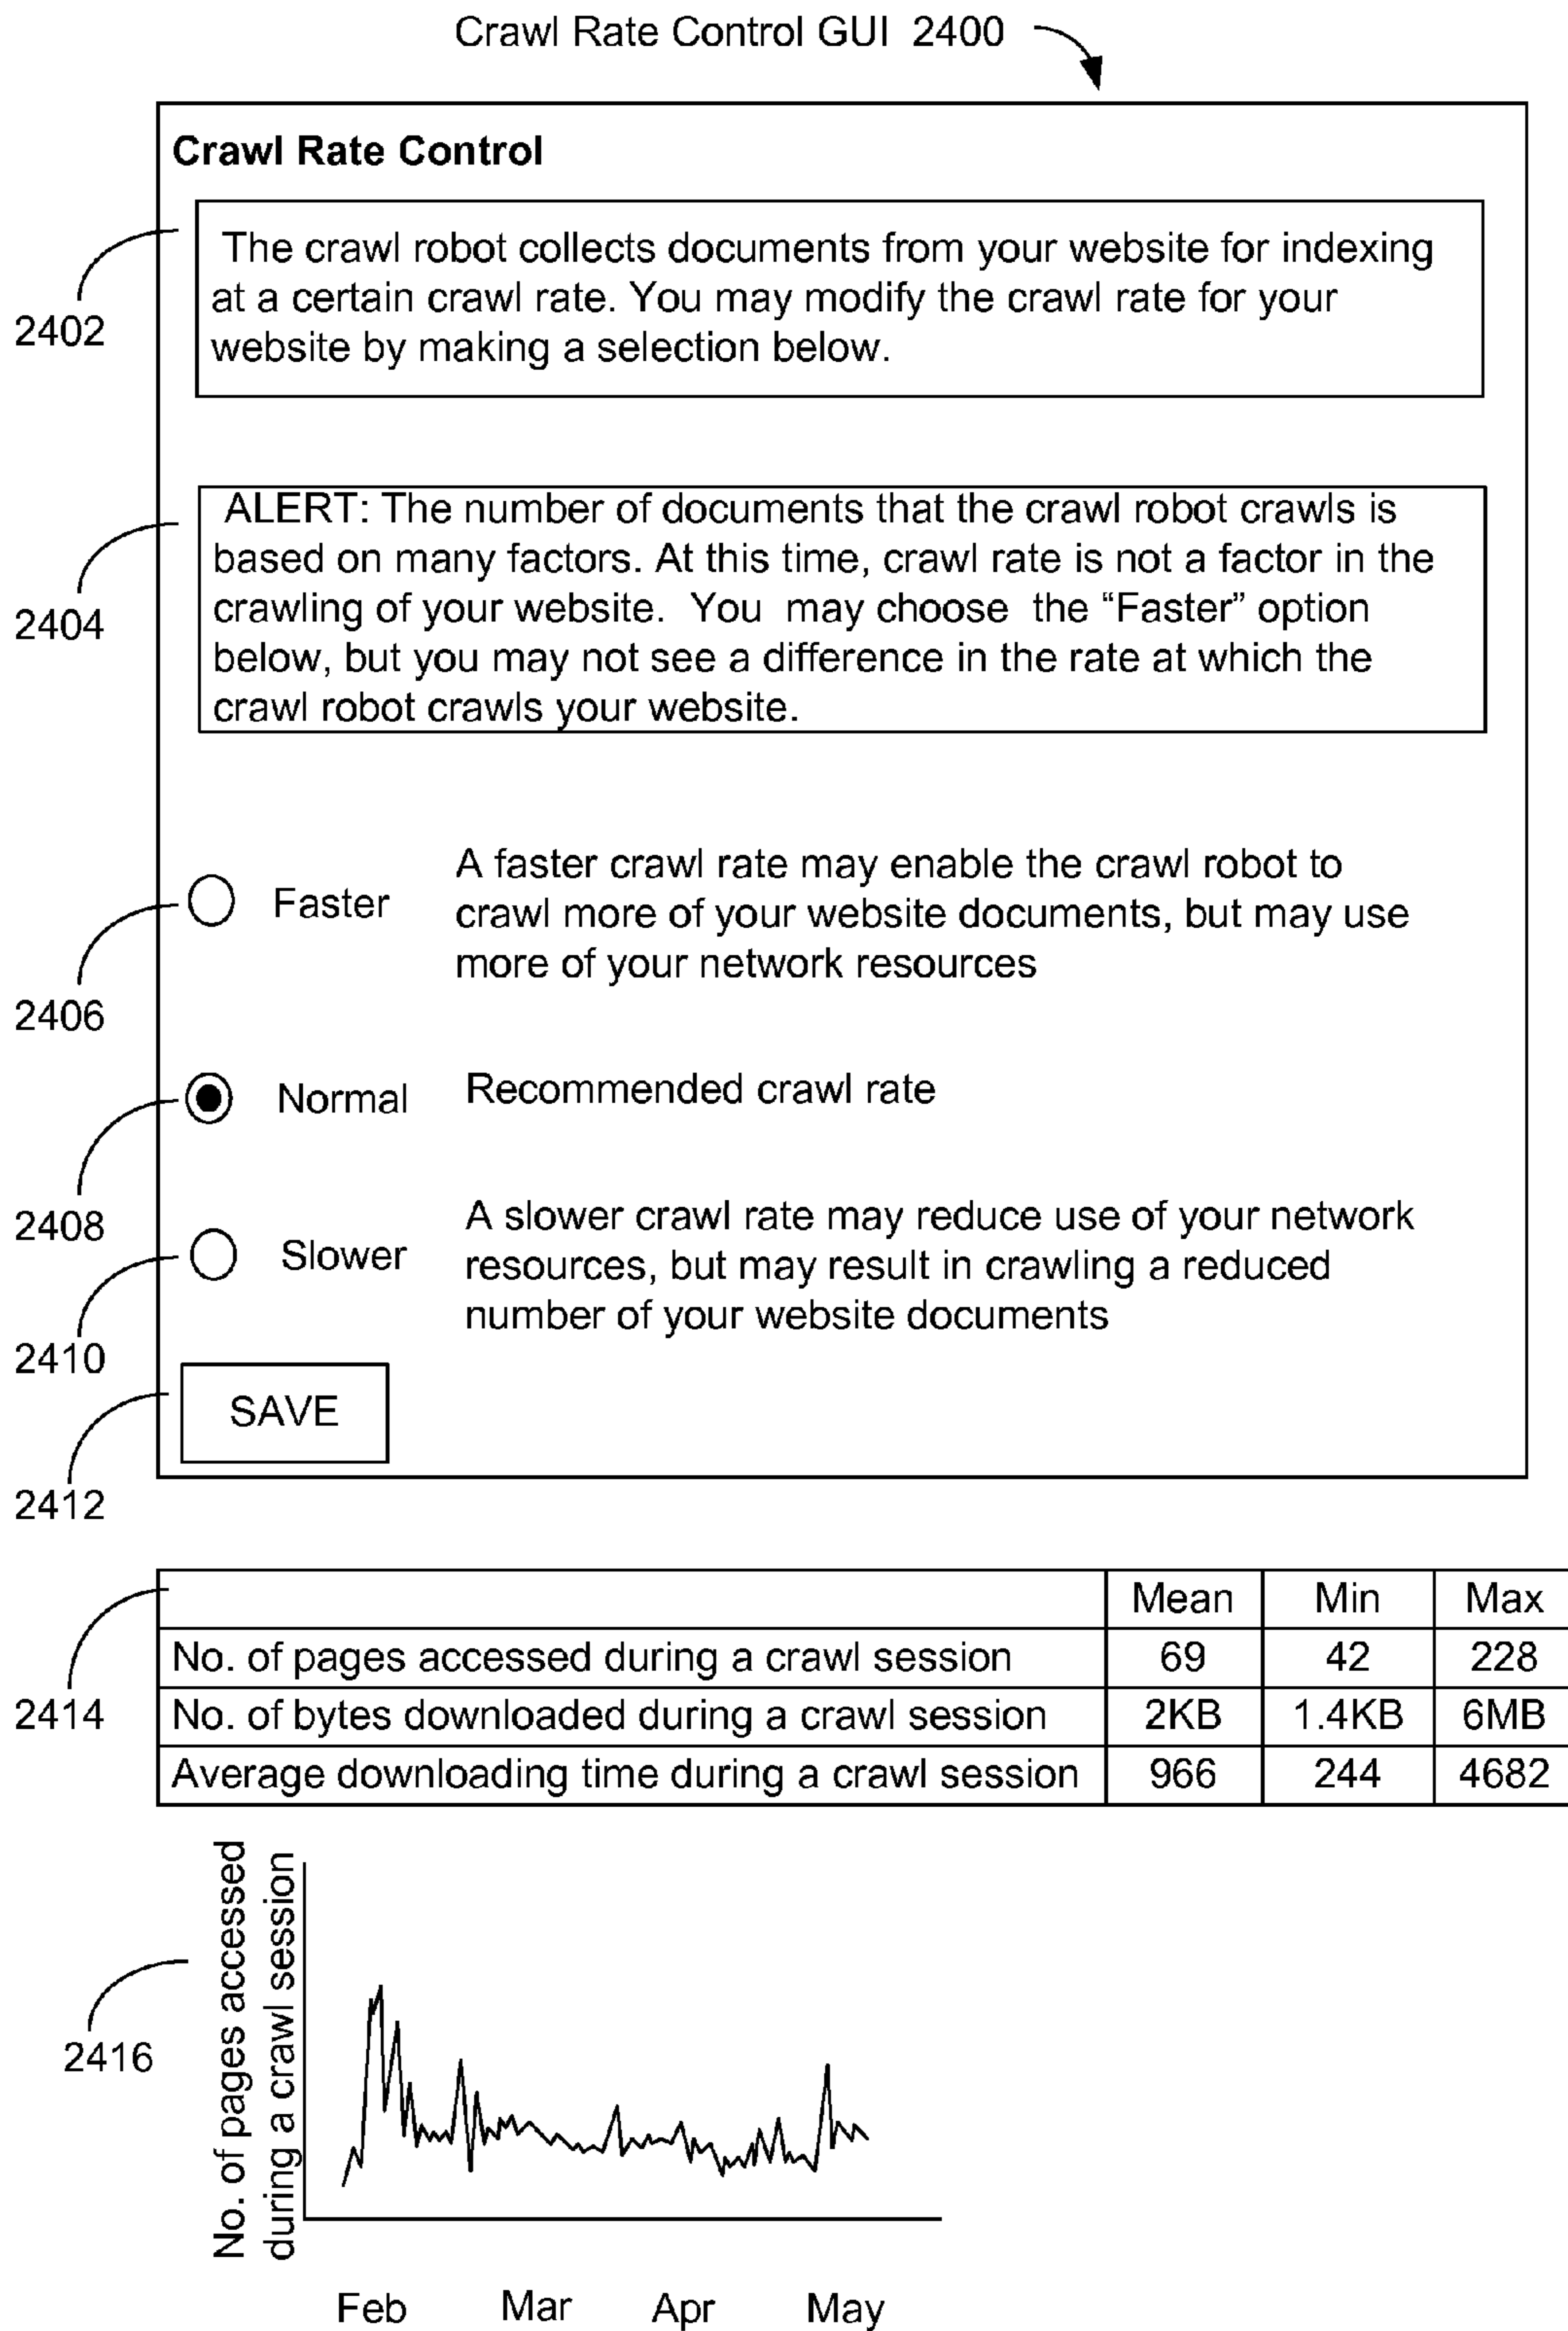 Crawl Rate Control GUI 2400
Crawl Rate Control
The crawl robot collects documents from your website for indexing
at a certain crawl rate. You may modify the crawl rate for your
website by making a selection below.
2402
ALERT: The number of documents that the crawl robot crawls is
based on many factors. At this time, crawl rate is not a factor in the
crawling of your website. You may choose the “Faster” option
below, but you may not see a difference in the rate at which the
crawl robot crawls your website.
2404
Faster
A faster crawl rate may enable the crawl robot to
crawl more of your website documents, but may use
more of your network resources
2406
Normal
Recommended crawl rate
2408
Slower
A slower crawl rate may reduce use of your network
resources, but may result in crawling a reduced
number of your website documents
2410
SAVE
2412
Mean Min Max
No. of pages accessed during a crawl session 69 42 228
No. of bytes downloaded during a crawl session 2KB 1.4KB 6MB
Average downloading time during a crawl session 966 244 4682
2414
No. of pages accessed
during a crawl session
2416
Feb Mar Apr May